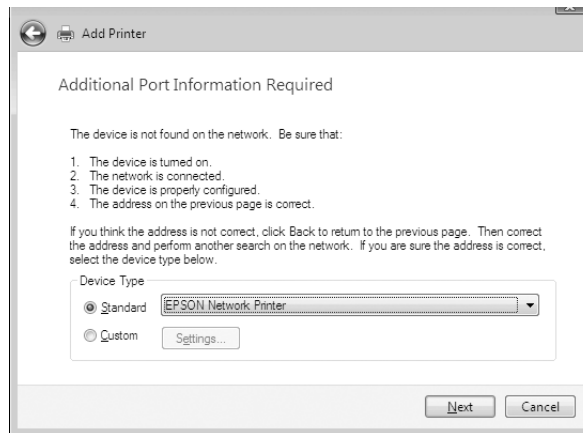 Add Printer
Additional Port Information Required
The device is not found on the network. Be sure that:
1. The device is turned on.
2. The network is connected.
3. The device is properly configured.
4. The address on the previous page is correct.
If you think the address is not correct, click Back to return to the previous page. Then correct
the address and perform another search on the network. If you are sure the address is correct,
select the device type below.
Device Type
Standard EPSON Network Printer
Custom Settings...
Next Cancel